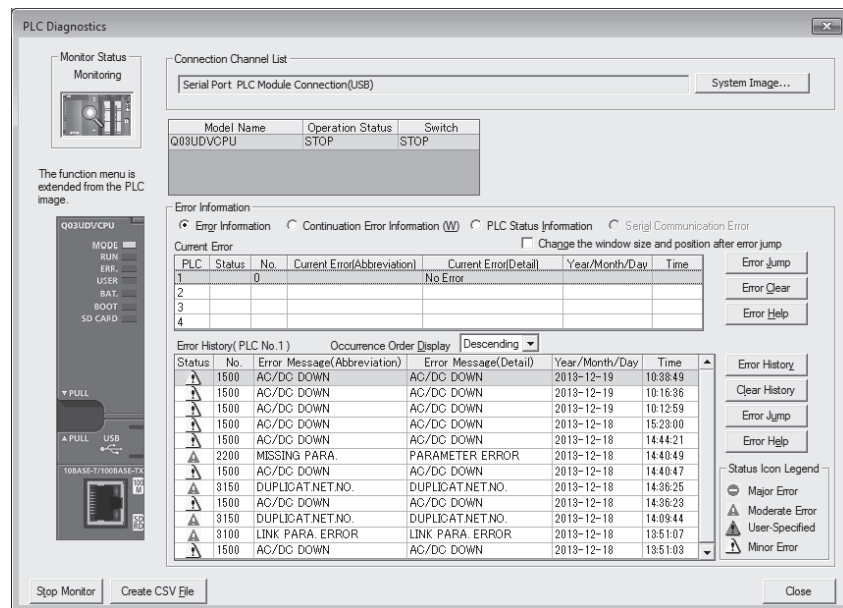 PLC Diagnostics
Monitor Status
Monitoring
Connection Channel List
Serial Port PLC Module Connection(USB)
System Image...
Model Name Operation Status Switch
Q03UDVCPU STOP STOP
The function menu is
extended from the PLC
image.
Q03UDVCPU
MODE
RUN
ERR.
USER
BAT.
BOOT
SD CARD
▼PULL
▲PULL USB
10BASE-T/100BASE-TX
100
M
SD
RD
Error Information
Error Information Continuation Error Information (W) PLC Status Information Serial Communication Error
Current Error Change the window size and position after error jump
PLC Status No. Current Error(Abbreviation) Current Error(Detail) Year/Month/Day Time
1 0 No Error
2
3
4
Error Jump
Error Clear
Error Help
Error History( PLC No.1 ) Occurrence Order Display Descending
Status No. Error Message(Abbreviation) Error Message(Detail) Year/Month/Day Time
1500 AC/DC DOWN AC/DC DOWN 2013-12-19 10:38:49
1500 AC/DC DOWN AC/DC DOWN 2013-12-19 10:16:36
1500 AC/DC DOWN AC/DC DOWN 2013-12-19 10:12:59
1500 AC/DC DOWN AC/DC DOWN 2013-12-18 15:23:00
1500 AC/DC DOWN AC/DC DOWN 2013-12-18 14:44:21
2200 MISSING PARA. PARAMETER ERROR 2013-12-18 14:40:49
1500 AC/DC DOWN AC/DC DOWN 2013-12-18 14:40:47
3150 DUPLICAT.NET.NO. DUPLICAT.NET.NO. 2013-12-18 14:36:25
1500 AC/DC DOWN AC/DC DOWN 2013-12-18 14:36:23
3150 DUPLICAT.NET.NO. DUPLICAT.NET.NO. 2013-12-18 14:09:44
3100 LINK PARA. ERROR LINK PARA. ERROR 2013-12-18 13:51:07
1500 AC/DC DOWN AC/DC DOWN 2013-12-18 13:51:03
Error History
Clear History
Error Jump
Error Help
Status Icon Legend
Major Error
Moderate Error
User-Specified
Minor Error
Stop Monitor Create CSV File Close